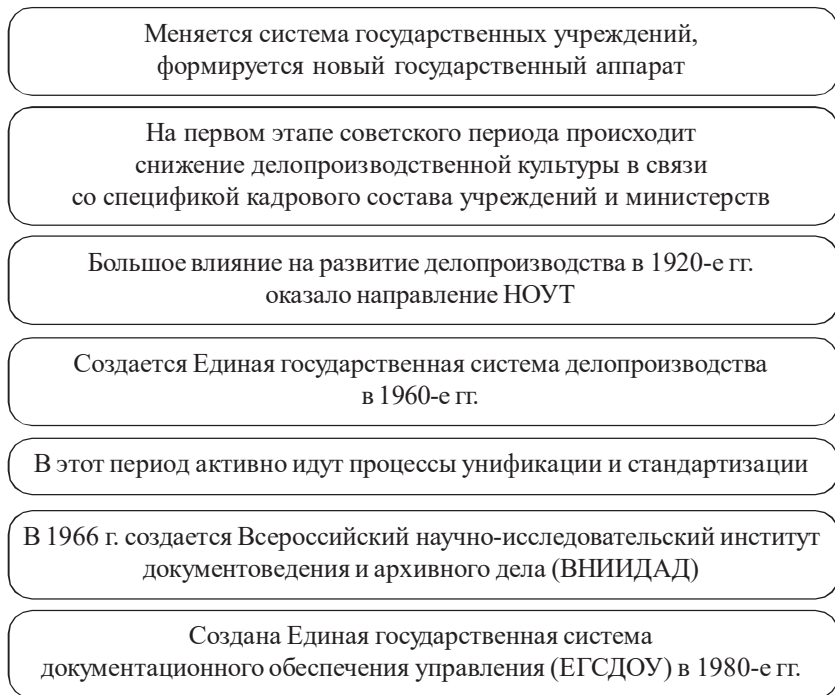 Меняется система государственных учреждений,
формируется новый государственный аппарат
На первом этапе советского периода происходит
снижение делопроизводственной культуры в связи
со спецификой кадрового состава учреждений и министерств
Большое влияние на развитие делопроизводства в 1920-е гг.
оказало направление НОУТ
Создается Единая государственная система делопроизводства
в 1960-е гг.
В этот период активно идут процессы унификации и стандартизации
В 1966 г. создается Всероссийский научно-исследовательский институт
документоведения и архивного дела (ВНИИДАД)
Создана Единая государственная система
документационного обеспечения управления (ЕГСДОУ) в 1980-е гг.